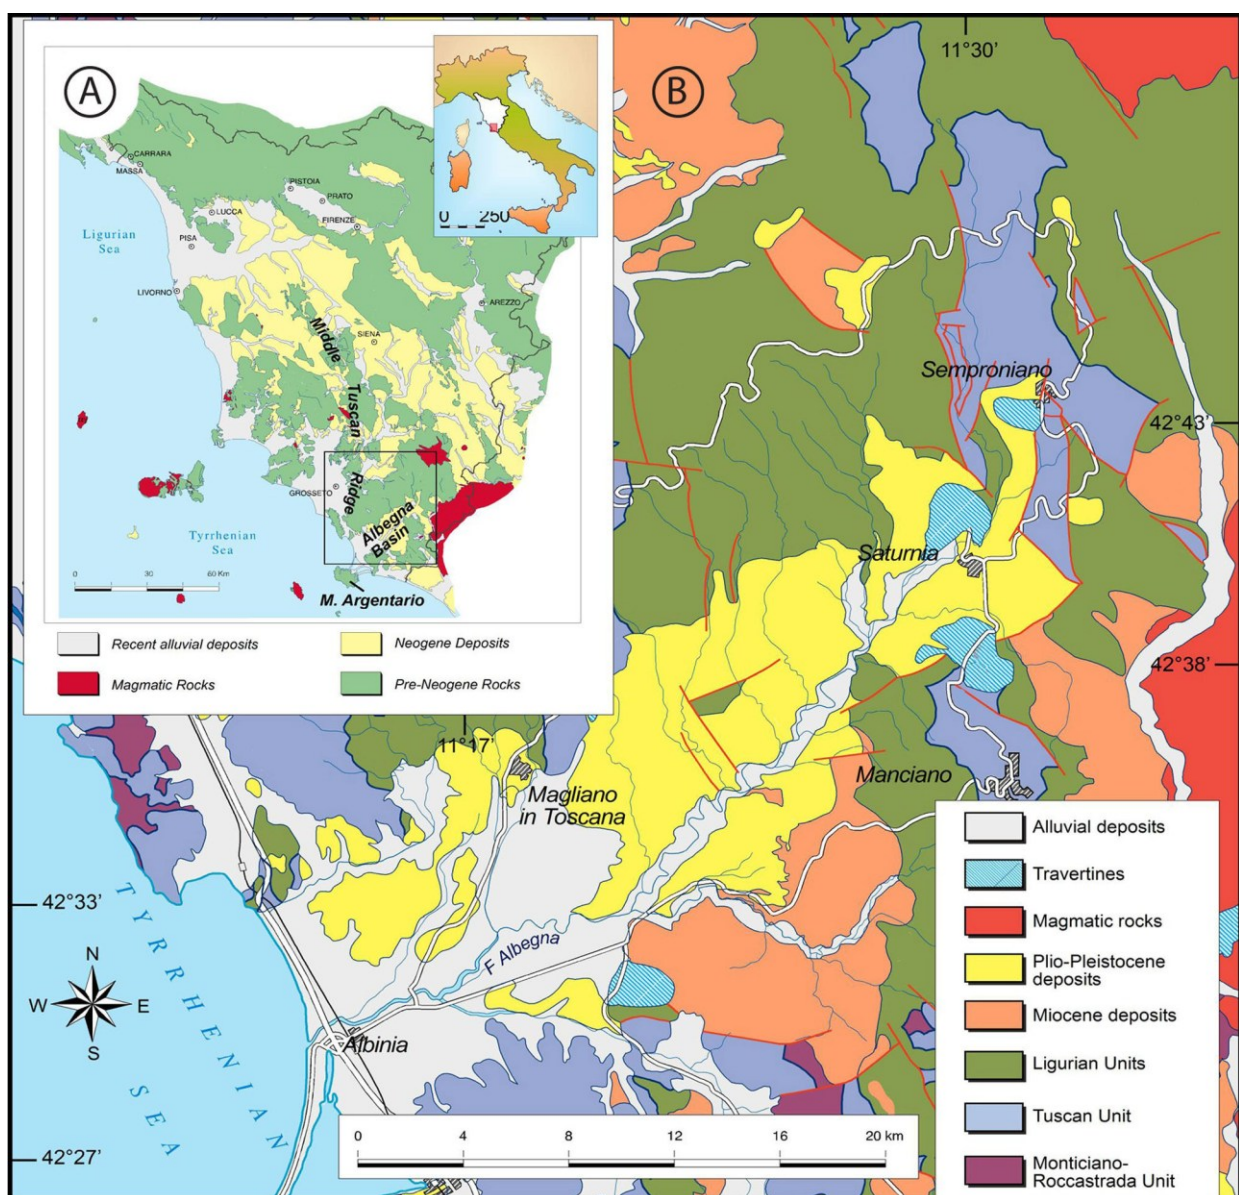 A
B
0 250
11°30'
CARRARA
MASSA
PISTOIA
PRATO
LUCCA
FIRENZE
Ligurian
Sea
PISA
LIVORNO
AREZZO
SIENA
Middle
Tuscan
Ridge
GROSSETO
Albegna
Basin
Tyrrhenian
Sea
0 30 60 Km
M. Argentario
Recent alluvial deposits
Neogene Deposits
Magmatic Rocks
Pre-Neogene Rocks
Semproniano
42°43'
Saturnia
42°38'
11°17'
Manciano
Magliano
in Toscana
42°33'
F Albegna
TYRRHENIAN
SEA
N
W E
S
Albinia
42°27'
0 4 8 12 16 20 km
Alluvial deposits
Travertines
Magmatic rocks
Plio-Pleistocene
deposits
Miocene deposits
Ligurian Units
Tuscan Unit
Monticiano-
Roccastrada Unit